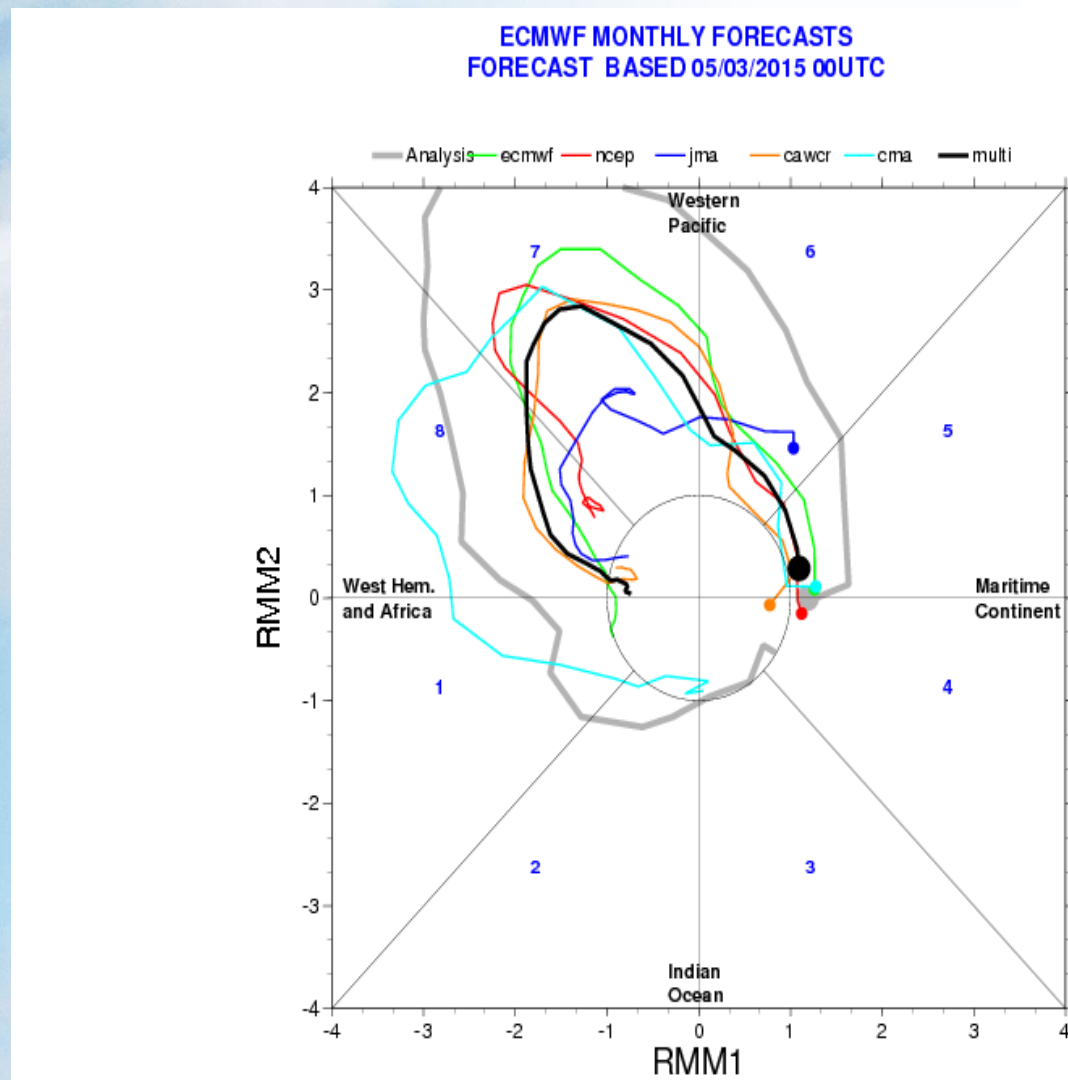 ECMWF MONTHLY FORECASTS
FORECAST BASED 05/03/2015 00UTC
Analysis ecmwf ncep jma cawcr cma multi
4
Western
Pacific
7 6
3
2
8 5
1
RMM2
0
West Hem.
and Africa
Maritime
Continent
1 4
-1
-2
2 3
-3
Indian
Ocean
-4
-4 -3 -2 -1 0 1 2 3 4
RMM1